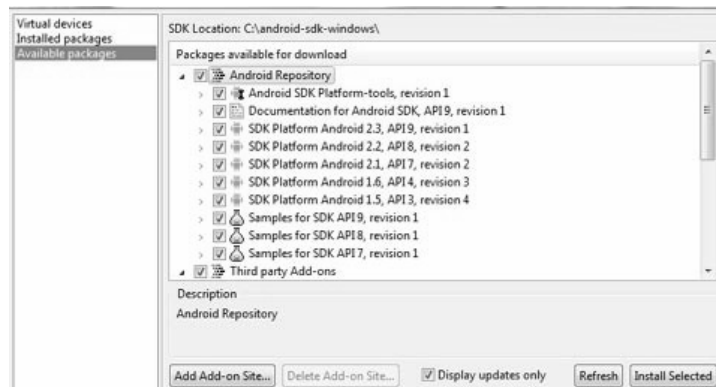 Virtual devices
Installed packages
Available packages
SDK Location: C:\android-sdk-windows\
Packages available for download
Android Repository
Android SDK Platform-tools, revision 1
Documentation for Android SDK, API 9, revision 1
SDK Platform Android 2.3, API 9, revision 1
SDK Platform Android 2.2, API 8, revision 2
SDK Platform Android 2.1, API 7, revision 2
SDK Platform Android 1.6, API 4, revision 3
SDK Platform Android 1.5, API 3, revision 4
Samples for SDK API 9, revision 1
Samples for SDK API 8, revision 1
Samples for SDK API 7, revision 1
Third party Add-ons
Description
Android Repository
Add Add-on Site... Delete Add-on Site... Display updates only Refresh Install Selected